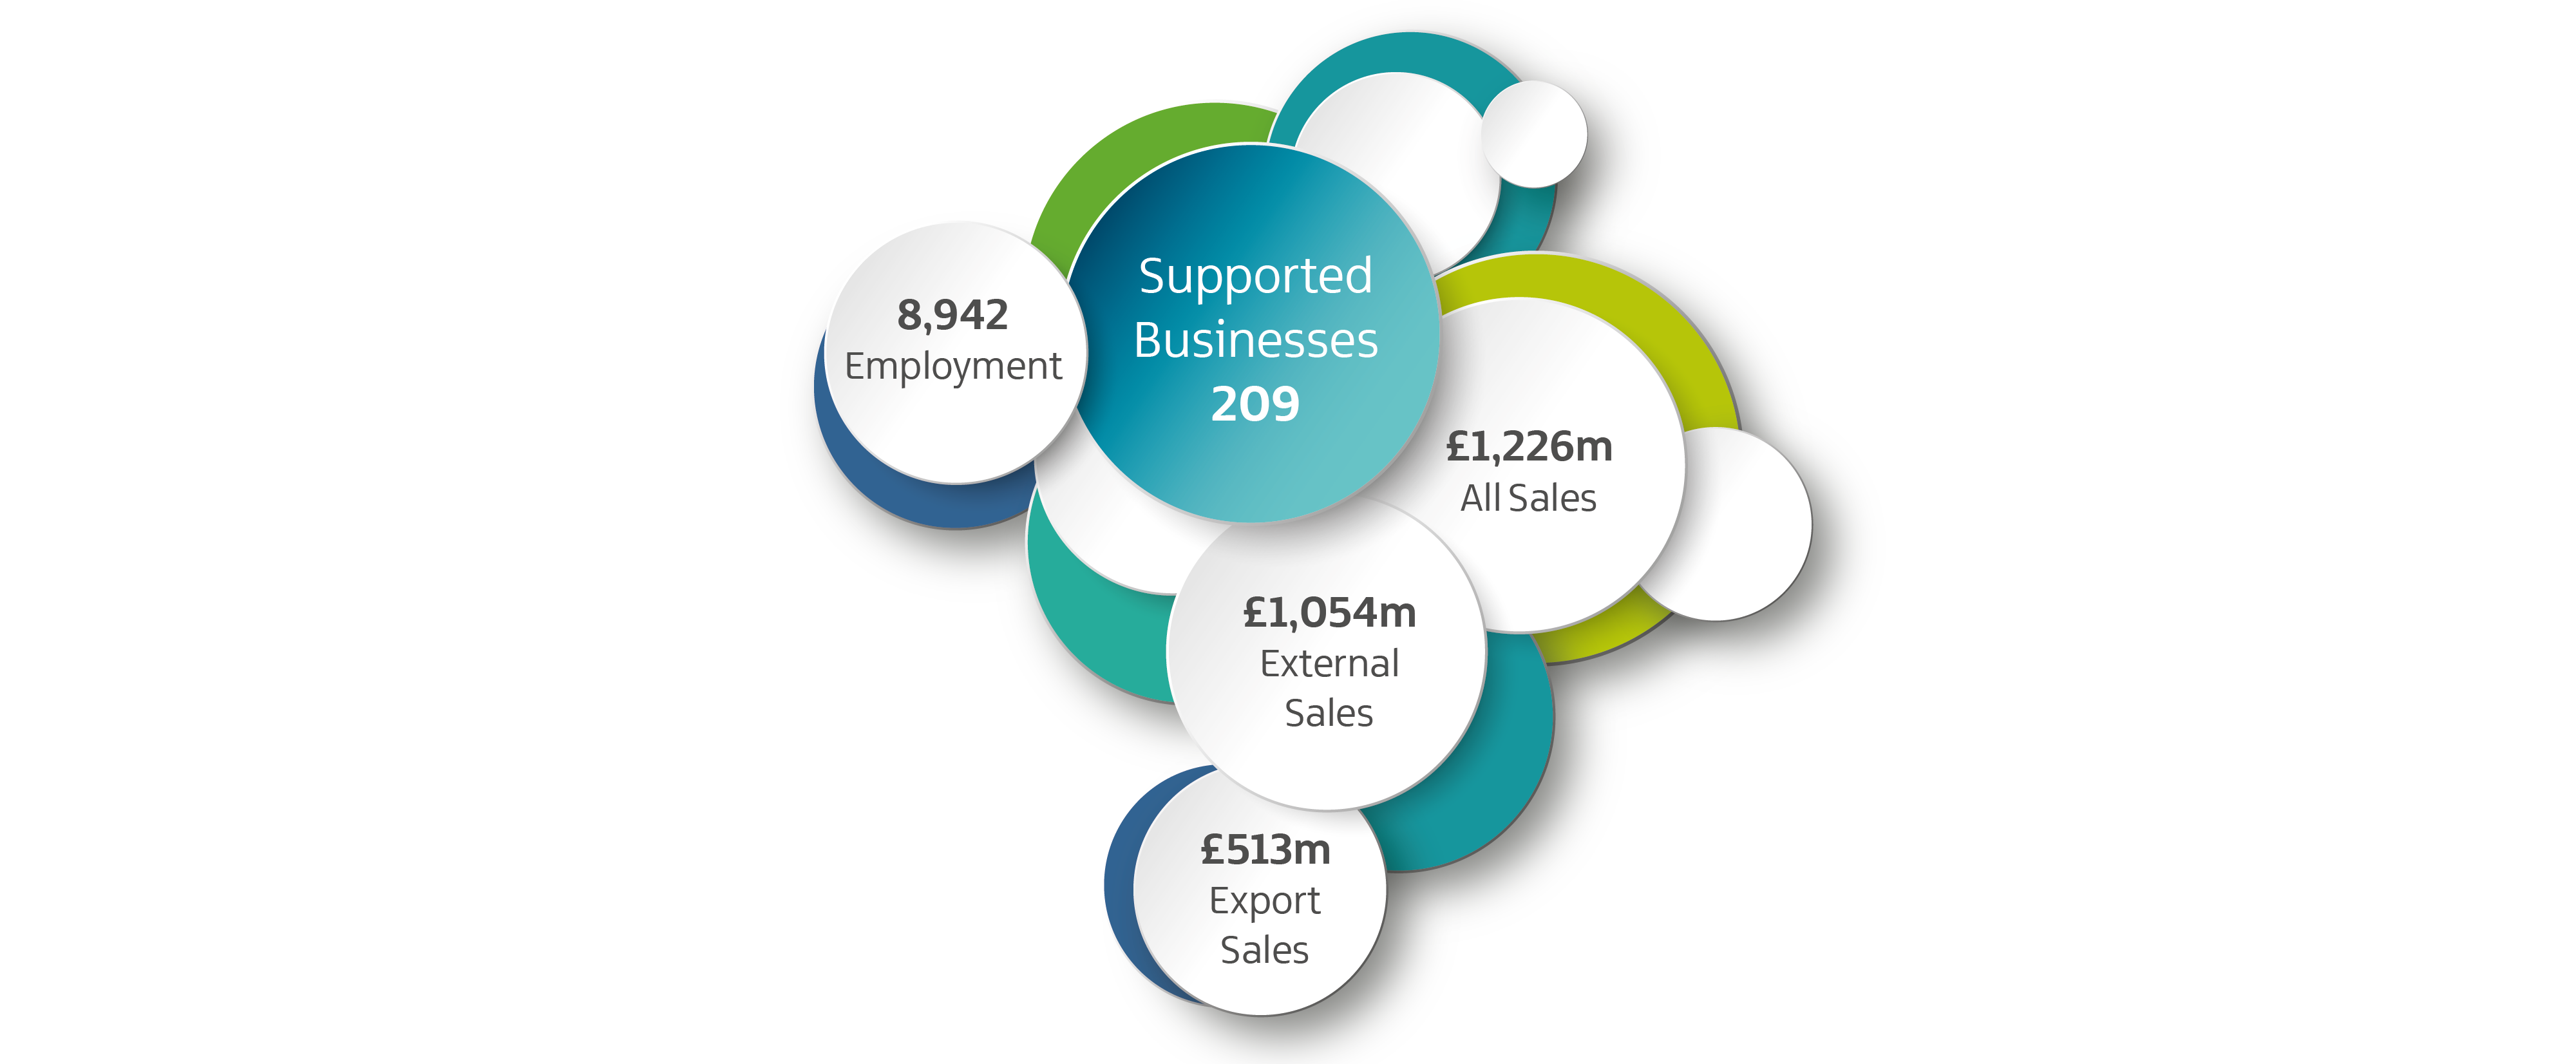 Supported
Businesses
209
8,942
Employment
£1,226m
All Sales
£1,054m
External
Sales
£513m
Export
Sales